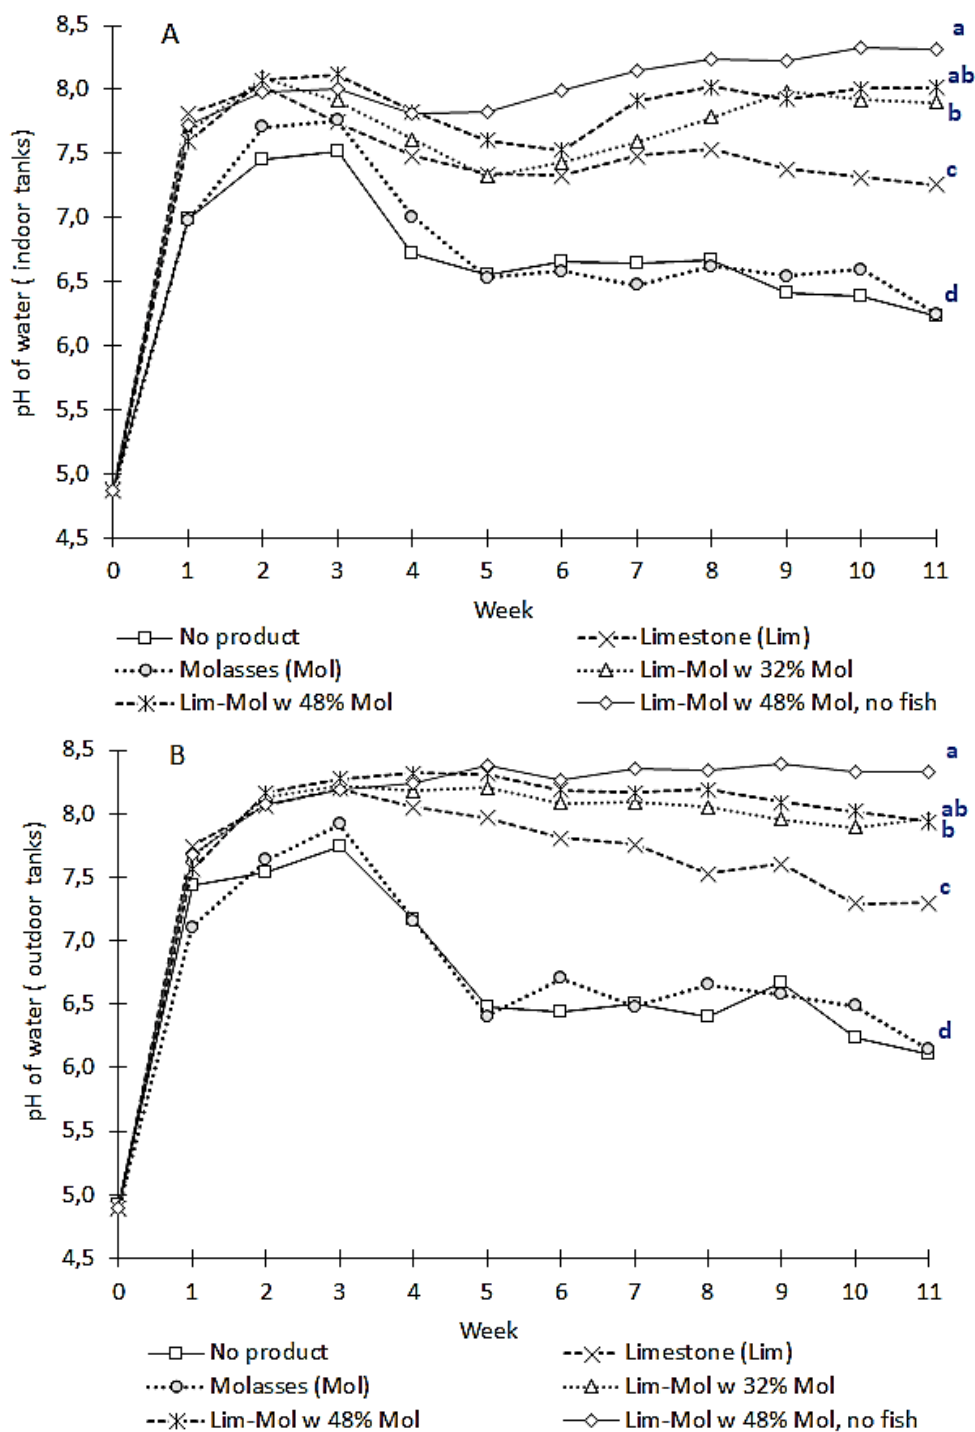 A
8,5
8,0
7,5
7,0
6,5
6,0
5,5
5,0
4,5
pH of water ( indoor tanks)
a
ab
b
c
d
0 1 2 3 4 5 6 7 8 9 10 11
Week
No product
Limestone (Lim)
Molasses (Mol)
Lim-Mol w 32% Mol
Lim-Mol w 48% Mol
Lim-Mol w 48% Mol, no fish
B
8,5
8,0
7,5
7,0
6,5
6,0
5,5
5,0
4,5
pH of water ( outdoor tanks)
a
ab
b
c
d
0 1 2 3 4 5 6 7 8 9 10 11
Week
No product
Limestone (Lim)
Molasses (Mol)
Lim-Mol w 32% Mol
Lim-Mol w 48% Mol
Lim-Mol w 48% Mol, no fish